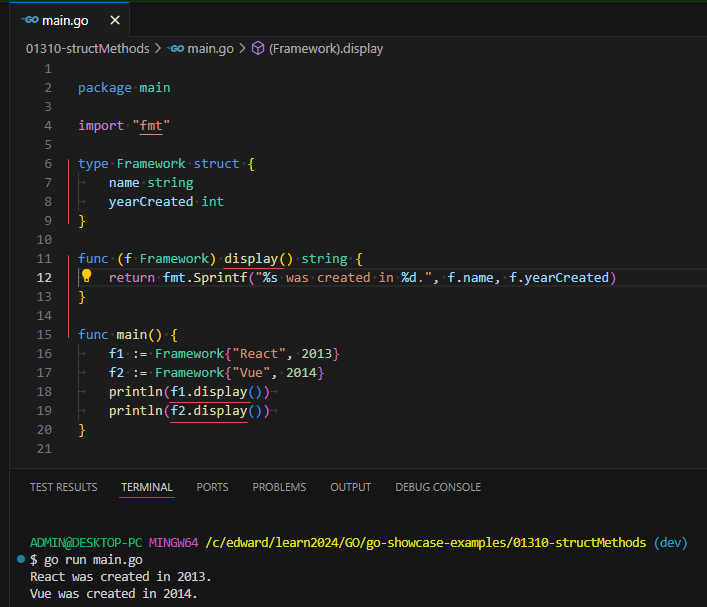 GO main.go ×
01310-structMethods > GO main.go > (Framework).display
1
2 package main
3
4 import "fmt"
5
6 type Framework struct {
7 name string
8 yearCreated int
9 }
10
11 func (f Framework) display() string {
12 return fmt.Sprintf("%s was created in %d.", f.name, f.yearCreated)
13 }
14
15 func main() {
16 f1 := Framework{"React", 2013}
17 f2 := Framework{"Vue", 2014}
18 println(f1.display())
19 println(f2.display())
20 }
21
TEST RESULTS TERMINAL PORTS PROBLEMS OUTPUT DEBUG CONSOLE
ADMIN@DESKTOP-PC MINGW64 /c/edward/learn2024/GO/go-showcase-examples/01310-structMethods (dev)
$ go run main.go
React was created in 2013.
Vue was created in 2014.